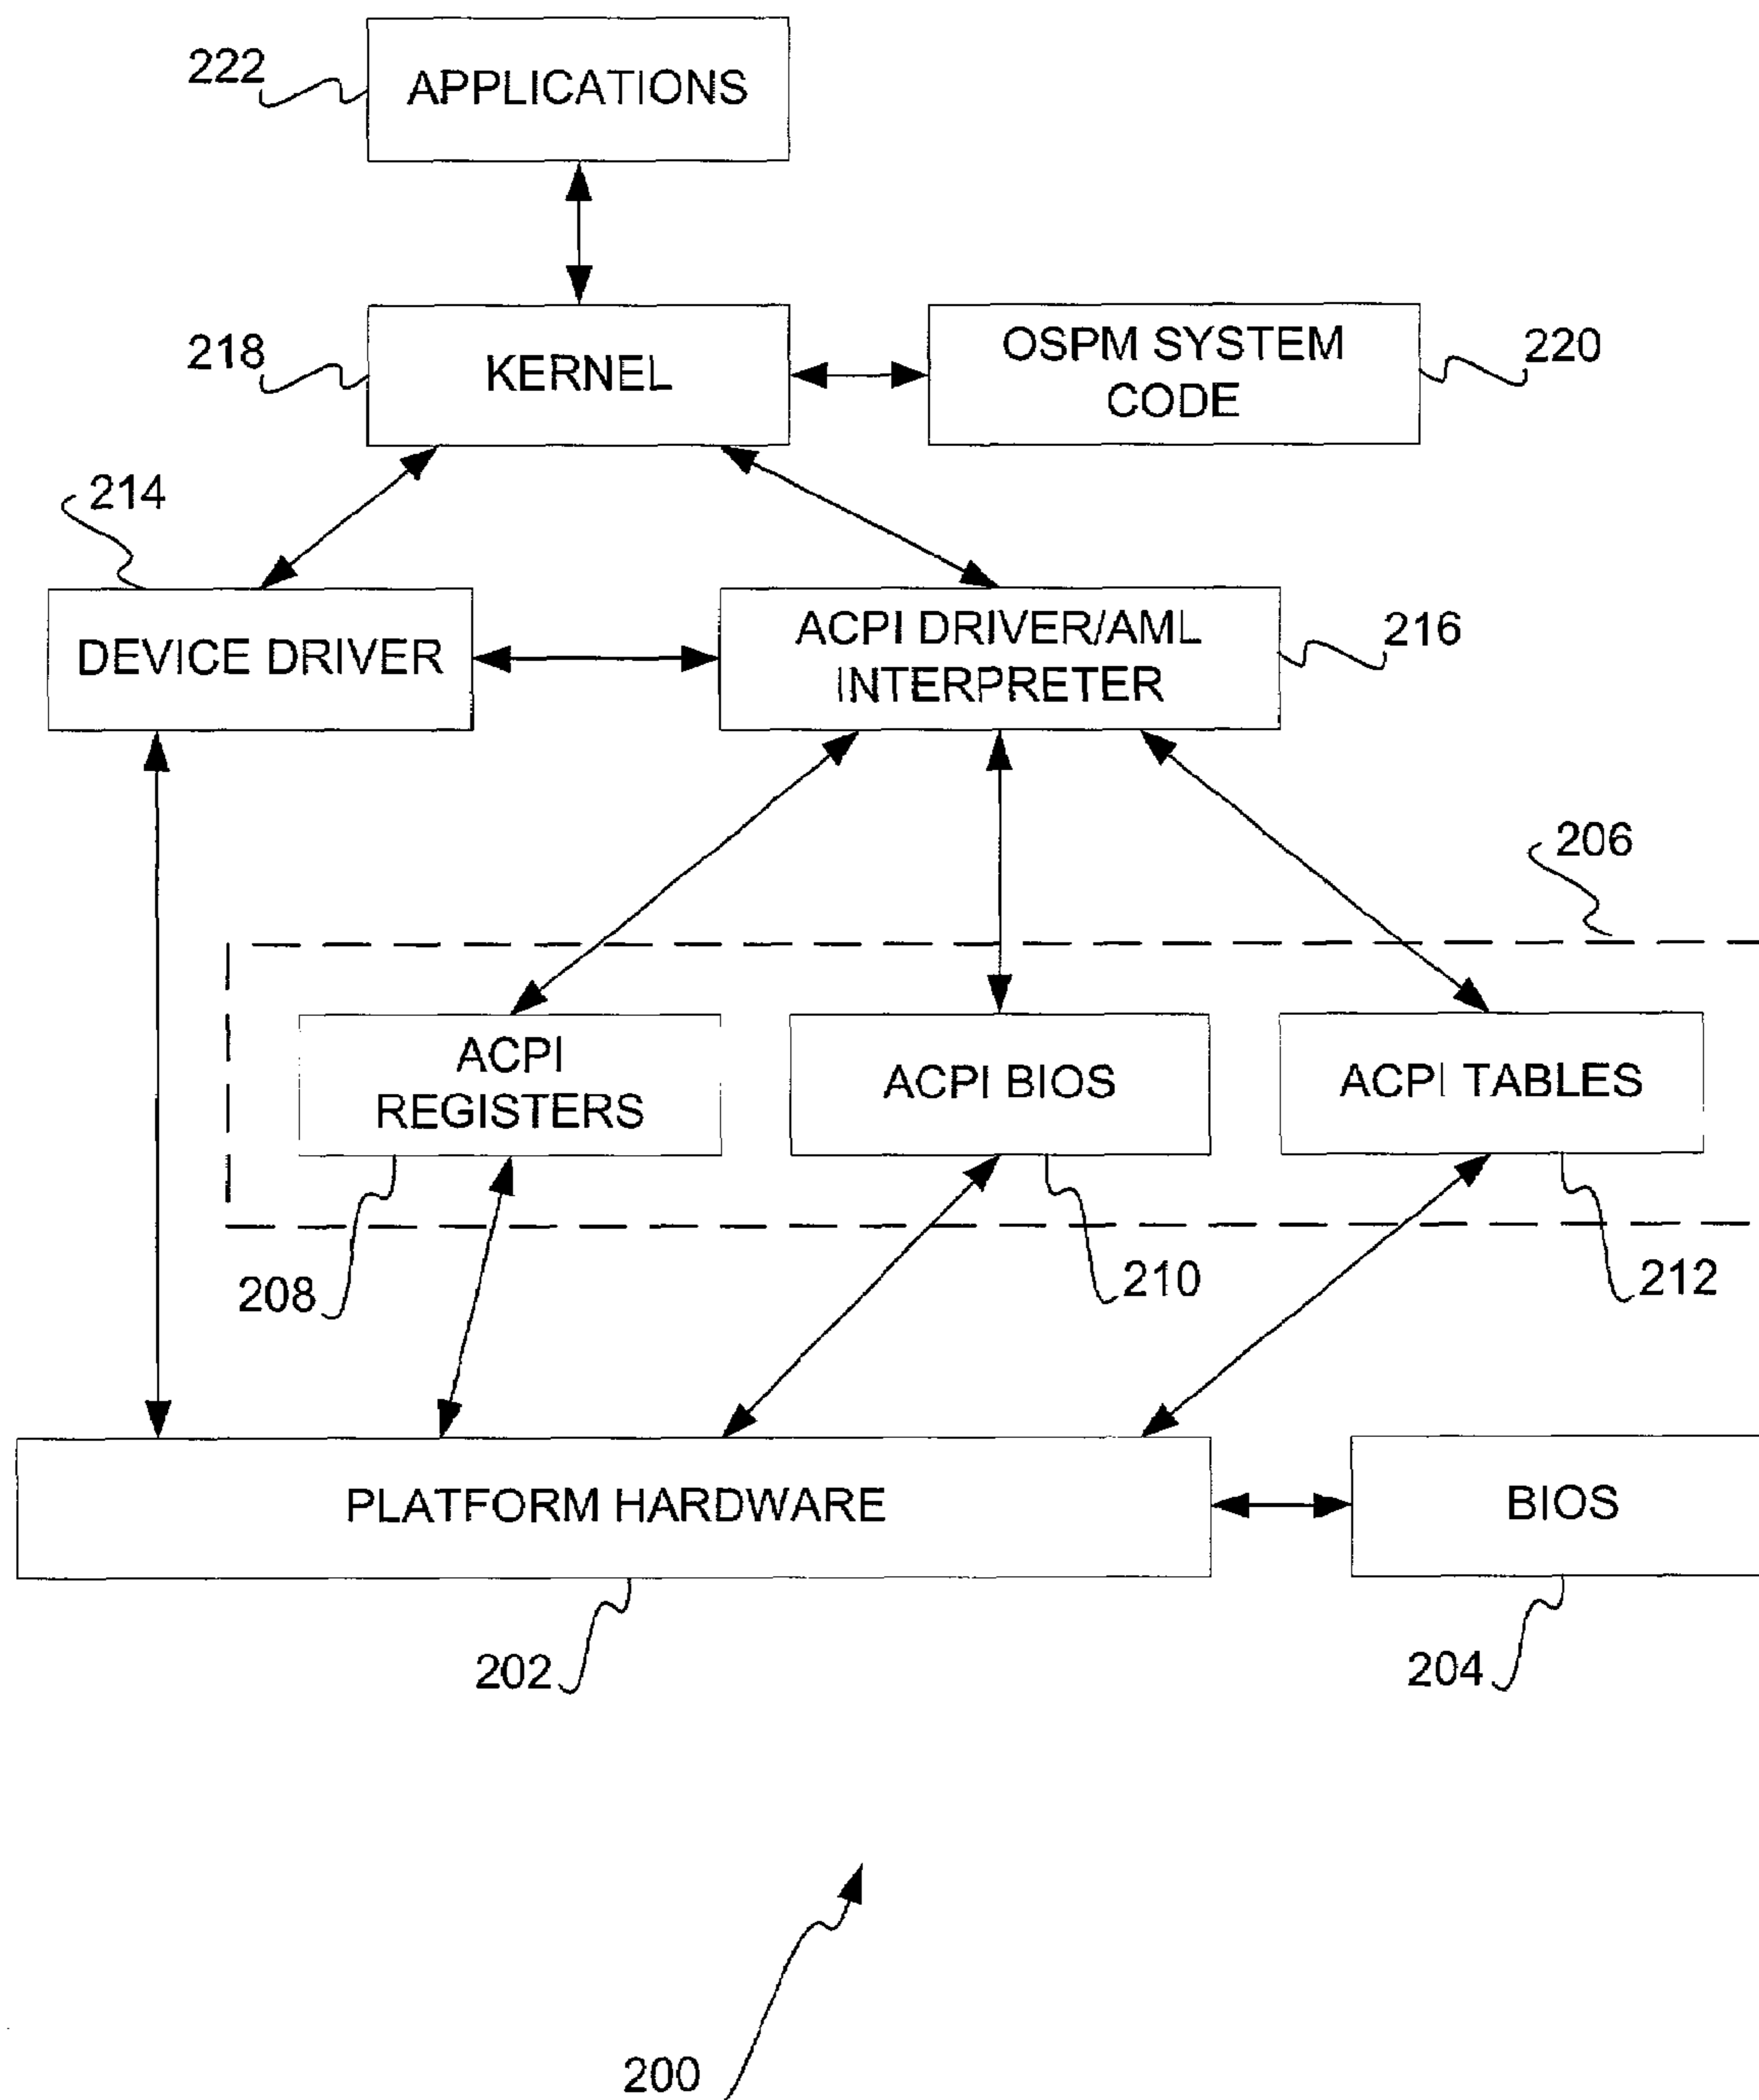 222
APPLICATIONS
218
KERNEL
OSPM SYSTEM
CODE
220
214
DEVICE DRIVER
ACPI DRIVER/AML
INTERPRETER
216
206
ACPI
REGISTERS
ACPI BIOS
ACPI TABLES
208
210
212
PLATFORM HARDWARE
BIOS
202
204
200